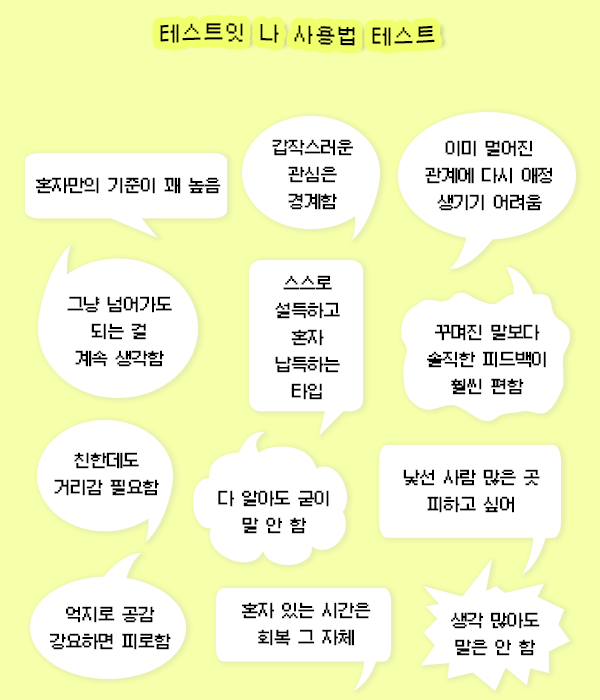 테스트잇 나 사용법 테스트
혼자만의 기준이 꽤 높음
갑작스러운
관심은
경계함
이미 멀어진
관계에 다시 애정
생기기 어려움
그냥 넘어가도
되는 걸
계속 생각함
스스로
설득하고
혼자
납득하는
타입
꾸며진 말보다
솔직한 피드백이
훨씬 편함
친한데도
거리감 필요함
다 알아도 굳이
말 안 함
낯선 사람 많은 곳
피하고 싶어
억지로 공감
강요하면 피로함
혼자 있는 시간은
회복 그 자체
생각 많아도
말은 안 함